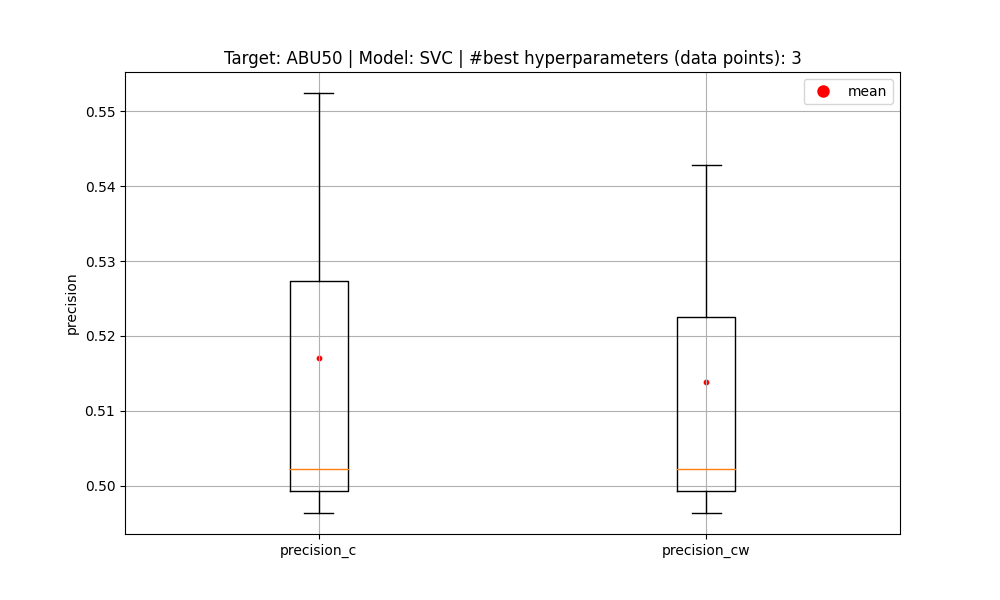 Target: ABU50 | Model: SVC | #best hyperparameters (data points): 3
mean
0.55
0.54
0.53
0.52
0.51
0.50
precision
precision_c
precision_cw